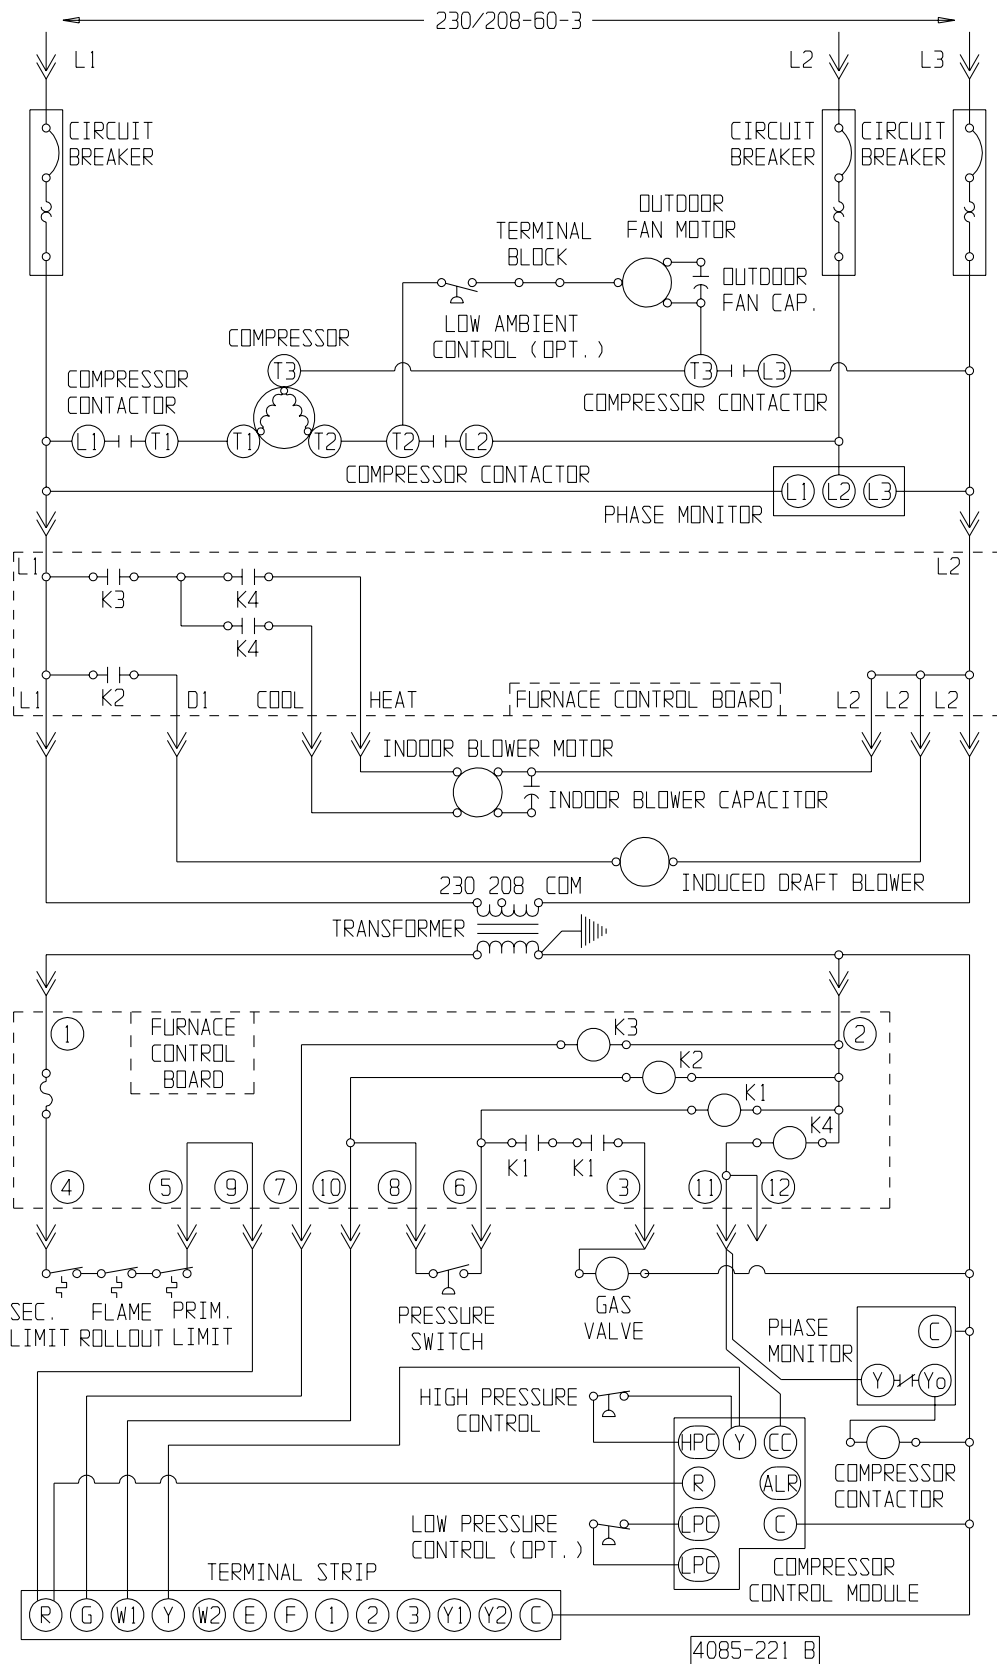 230/208-60-3
L1
L2
L3
CIRCUIT
BREAKER
CIRCUIT
BREAKER
CIRCUIT
BREAKER
OUTDOOR
FAN MOTOR
TERMINAL
BLOCK
OUTDOOR
FAN CAP.
LOW AMBIENT
CONTROL (OPT.)
COMPRESSOR
T3
T3
L3
COMPRESSOR
CONTACTOR
COMPRESSOR CONTACTOR
L1
T1
T1
T2
T2
L2
COMPRESSOR CONTACTOR
L1
L2
L3
PHASE MONITOR
L1
L2
K3
K4
K4
K2
L1
D1
COOL
HEAT
FURNACE CONTROL BOARD
L2
L2
L2
INDOOR BLOWER MOTOR
INDOOR BLOWER CAPACITOR
INDUCED DRAFT BLOWER
230 208 COM
TRANSFORMER
1
FURNACE
CONTROL
BOARD
K3
2
K2
K1
K4
K1
K1
4
5
9
7
10
8
6
3
11
12
SEC.
LIMIT
FLAME
ROLLOUT
PRIM.
LIMIT
PRESSURE
SWITCH
GAS
VALVE
PHASE
MONITOR
C
Y
Yo
HIGH PRESSURE
CONTROL
HPC
Y
CC
R
ALR
LPC
C
LPC
COMPRESSOR
CONTACTOR
LOW PRESSURE
CONTROL (OPT.)
COMPRESSOR
CONTROL MODULE
TERMINAL STRIP
R G W1 Y W2 E F 1 2 3 Y1 Y2 C
4085-221 B